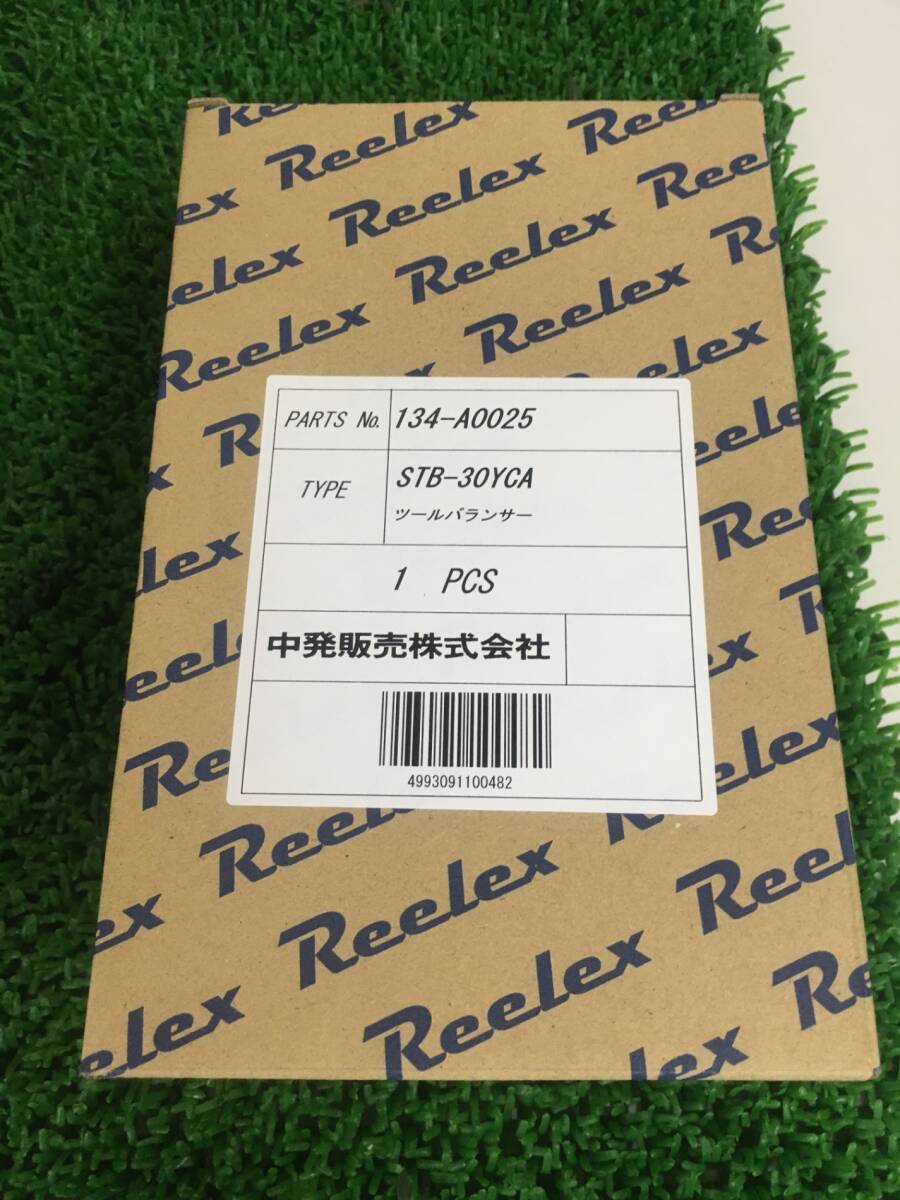 Reelex Reelex
Reelex Reelex
Reelex
Reelex Reelex
PARTS No. 134-A0025
TYPE STB-30YCA
ツールバランサー
1 PCS
中発販売株式会社
4993091100482
Reelex
Reelex Reelex
Reelex